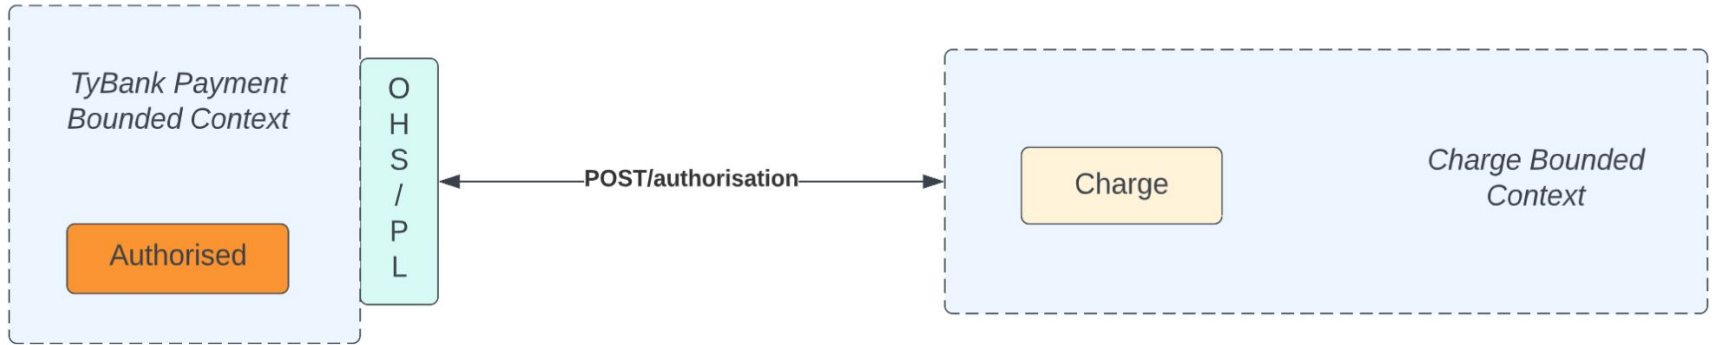 TyBank Payment
Bounded Context
Authorised
O
H
S
/
P
L
POST/authorisation
Charge
Charge Bounded
Context